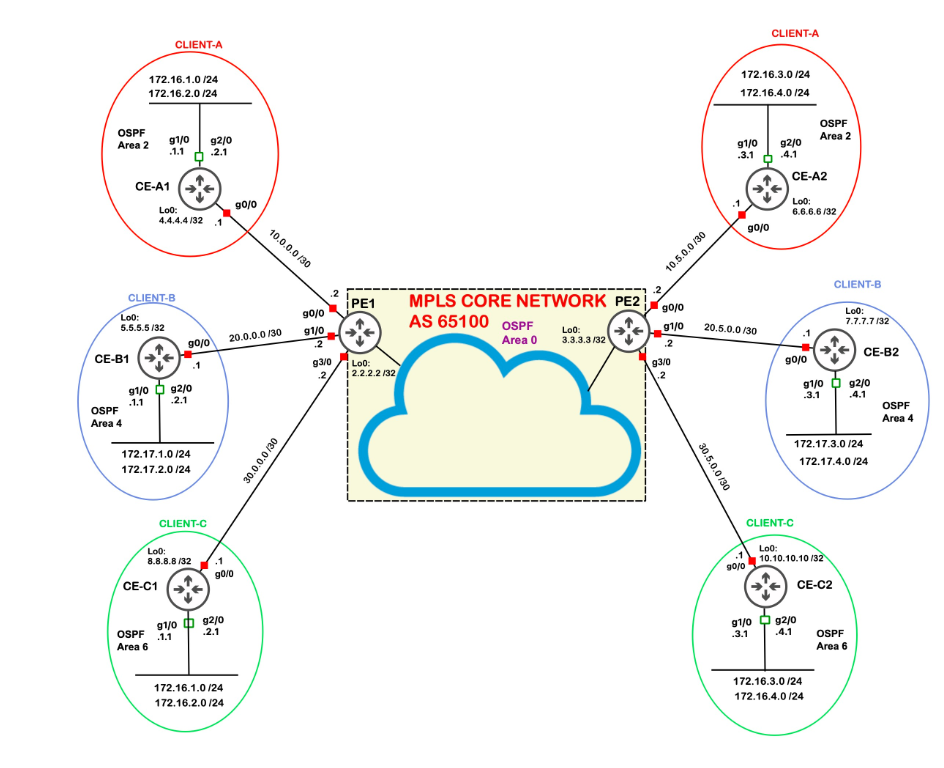 CLIENT-A
172.16.1.0 /24
172.16.2.0 /24
OSPF
Area 2
g1/0
.1.1
g2/0
.2.1
CE-A1
g0/0
Lo0:
4.4.4.4 /32
.1
10.0.0.0 /30
CLIENT-A
172.16.3.0 /24
172.16.4.0 /24
OSPF
Area 2
g1/0
.3.1
g2/0
.4.1
CE-A2
.1
Lo0:
6.6.6.6 /32
g0/0
10.5.0.0 /30
CLIENT-B
Lo0:
5.5.5.5 /32
g0/0
CE-B1
.1
g1/0
.1.1
g2/0
.2.1
OSPF
Area 4
172.17.1.0 /24
172.17.2.0 /24
20.0.0.0 /30
.2
PE1
g0/0
g1/0
.2
g3/0
.2
Lo0:
2.2.2.2 /32
MPLS CORE NETWORK
AS 65100
OSPF
Area 0
PE2
Lo0:
3.3.3.3 /32
.2
g0/0
g1/0
.2
g3/0
.2
20.5.0.0 /30
CLIENT-B
Lo0:
7.7.7.7 /32
.1
CE-B2
g0/0
g1/0
.3.1
g2/0
.4.1
OSPF
Area 4
172.17.3.0 /24
172.17.4.0 /24
30.0.0.0 /30
30.5.0.0 /30
CLIENT-C
Lo0:
8.8.8.8 /32
.1
g0/0
CE-C1
g1/0
.1.1
g2/0
.2.1
OSPF
Area 6
172.16.1.0 /24
172.16.2.0 /24
CLIENT-C
Lo0:
10.10.10.10 /32
.1
g0/0
CE-C2
g1/0
.3.1
g2/0
.4.1
OSPF
Area 6
172.16.3.0 /24
172.16.4.0 /24